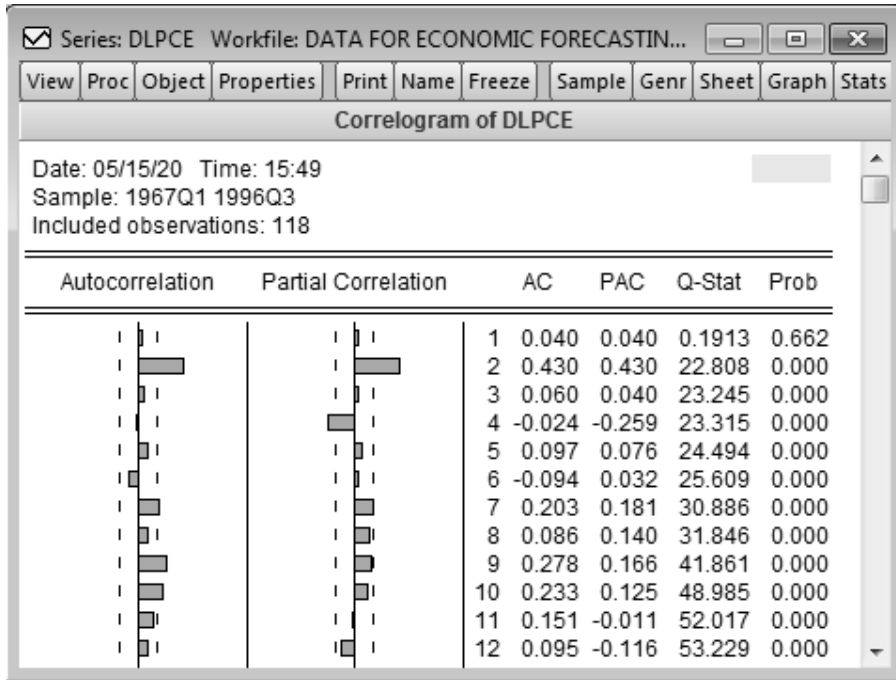 Series: DLPCE Workfile: DATA FOR ECONOMIC FORECASTIN...
View Proc Object Properties Print Name Freeze Sample Genr Sheet Graph Stats
Correlogram of DLPCE
Date: 05/15/20 Time: 15:49
Sample: 1967Q1 1996Q3
Included observations: 118
Autocorrelation Partial Correlation AC PAC Q-Stat Prob
1 0.040 0.040 0.1913 0.662
2 0.430 0.430 22.808 0.000
3 0.060 0.040 23.245 0.000
4 -0.024 -0.259 23.315 0.000
5 0.097 0.076 24.494 0.000
6 -0.094 0.032 25.609 0.000
7 0.203 0.181 30.886 0.000
8 0.086 0.140 31.846 0.000
9 0.278 0.166 41.861 0.000
10 0.233 0.125 48.985 0.000
11 0.151 -0.011 52.017 0.000
12 0.095 -0.116 53.229 0.000